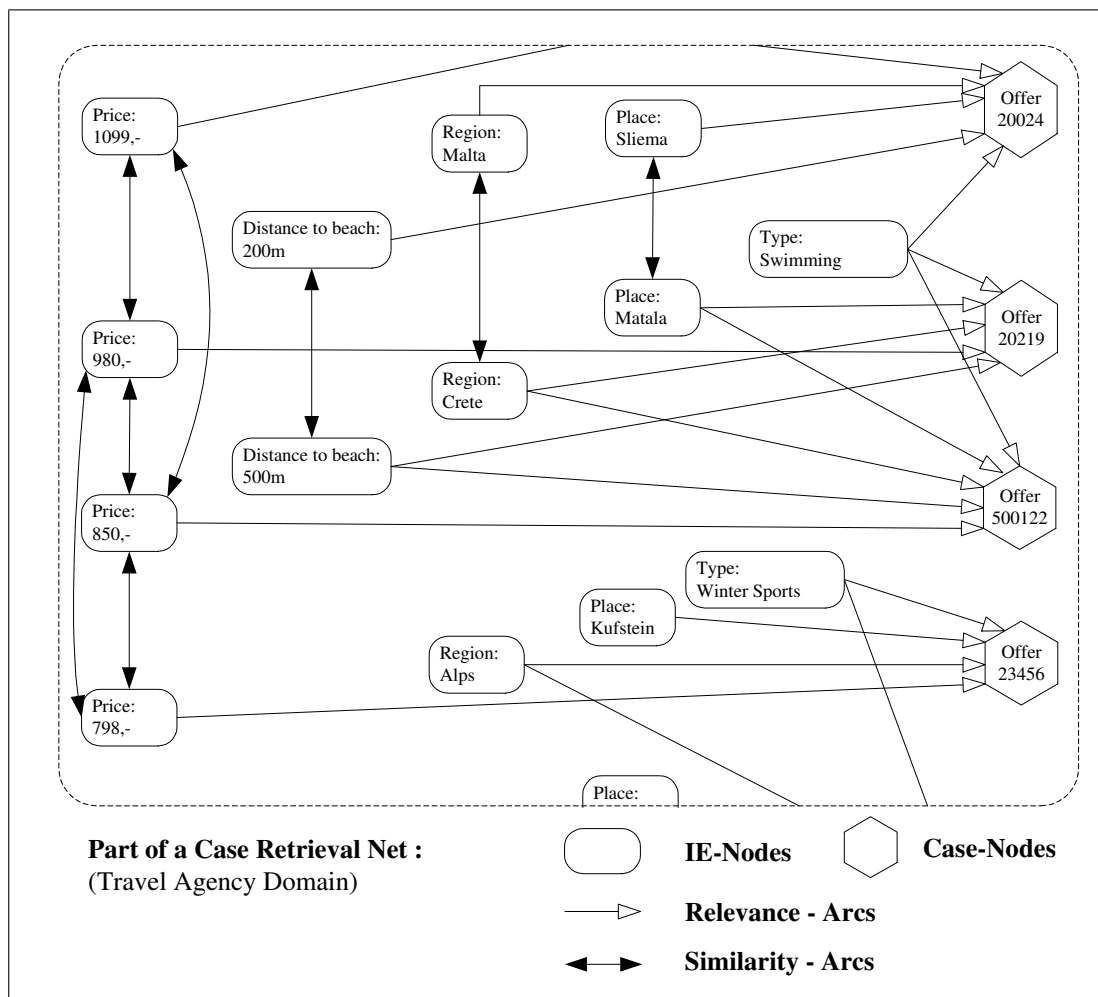 Offer
20024
Price:
1099,-
Region:
Malta
Place:
Sliema
Distance to beach:
200m
Type:
Swimming
Place:
Matala
Offer
20219
Price:
980,-
Region:
Crete
Distance to beach:
500m
Offer
500122
Price:
850,-
Type:
Winter Sports
Place:
Kufstein
Region:
Alps
Offer
23456
Price:
798,-
Place:
Part of a Case Retrieval Net :
(Travel Agency Domain)
IE-Nodes
Case-Nodes
Relevance - Arcs
Similarity - Arcs